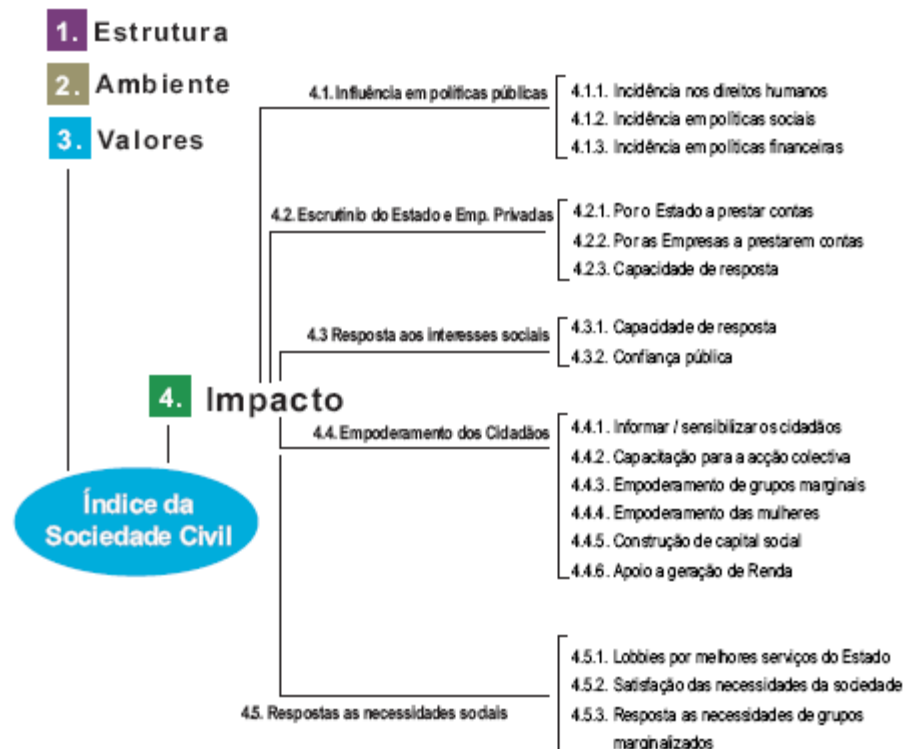 1. Estrutura
2. Ambiente
3. Valores
4.1. Influência em políticas públicas
4.1.1. Incidência nos direitos humanos
4.1.2. Incidência em políticas sociais
4.1.3. Incidência em políticas financeiras
4.2. Escrutínio do Estado e Emp. Privadas
4.2.1. Por o Estado a prestar contas
4.2.2. Por as Empresas a prestarem contas
4.2.3. Capacidade de resposta
4.3 Resposta aos interesses sociais
4.3.1. Capacidade de resposta
4.3.2. Confiança pública
4. Impacto
4.4. Empoderamento dos Cidadãos
4.4.1. Informar / sensibilizar os cidadãos
4.4.2. Capacitação para a acção colectiva
4.4.3. Empoderamento de grupos marginais
4.4.4. Empoderamento das mulheres
4.4.5. Construção de capital social
4.4.6. Apoio a geração de Renda
Índice da
Sociedade Civil
4.5. Respostas as necessidades sociais
4.5.1. Lobbies por melhores serviços do Estado
4.5.2. Satisfação das necessidades da sociedade
4.5.3. Resposta as necessidades de grupos
marginalizados